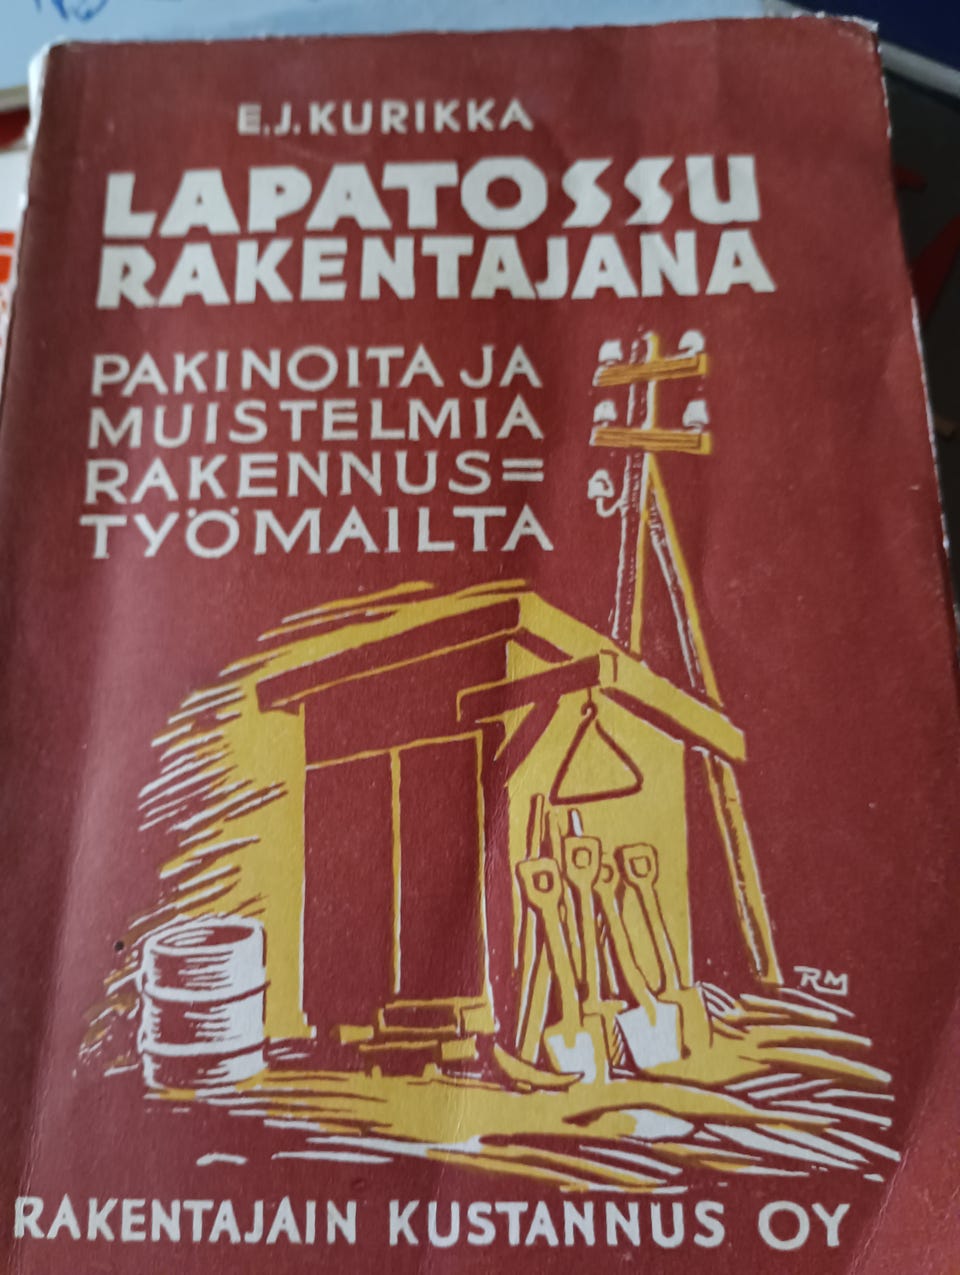 E.J.KURIKKA
LAPATOSSU
RAKENTAJANA
PAKINOITA JA
MUISTELMIA
RAKENNUS=
TYÖMAILTA
RM
RAKENTAJAIN KUSTANNUS OY